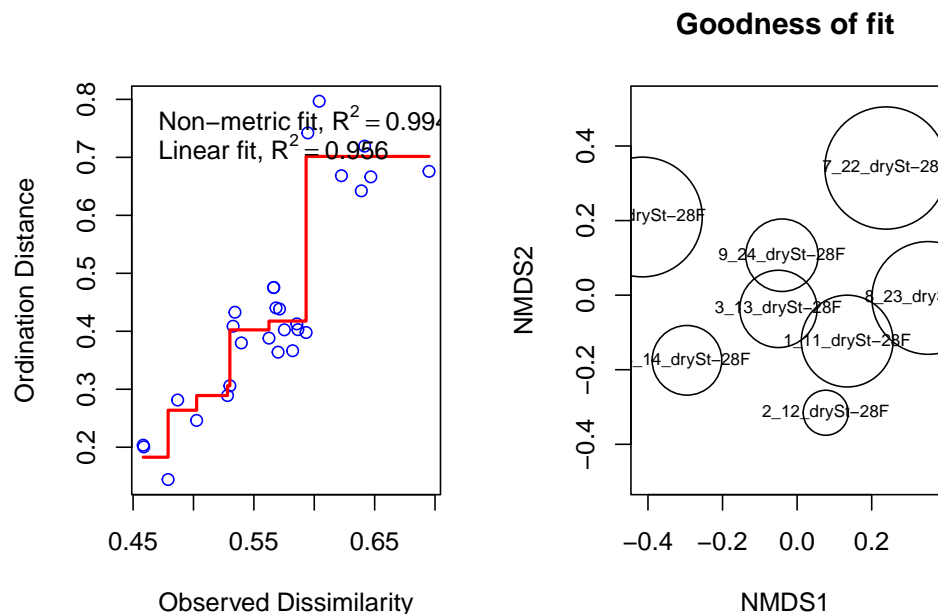 Goodness of fit
Non−metric fit, R2 = 0.994
Linear fit, R2 = 0.956
Ordination Distance
0.2
0.3
0.4
0.5
0.6
0.7
0.8
0.45
0.55
0.65
Observed Dissimilarity
NMDS2
−0.4
−0.2
0.0
0.2
0.4
7_22_drySt−28F
drySt−28F
9_24_drySt−28F
3_13_drySt−28F
8_23_dryS
1_11_drySt−28F
_14_drySt−28F
2_12_drySt−28F
−0.4
−0.2
0.0
0.2
NMDS1